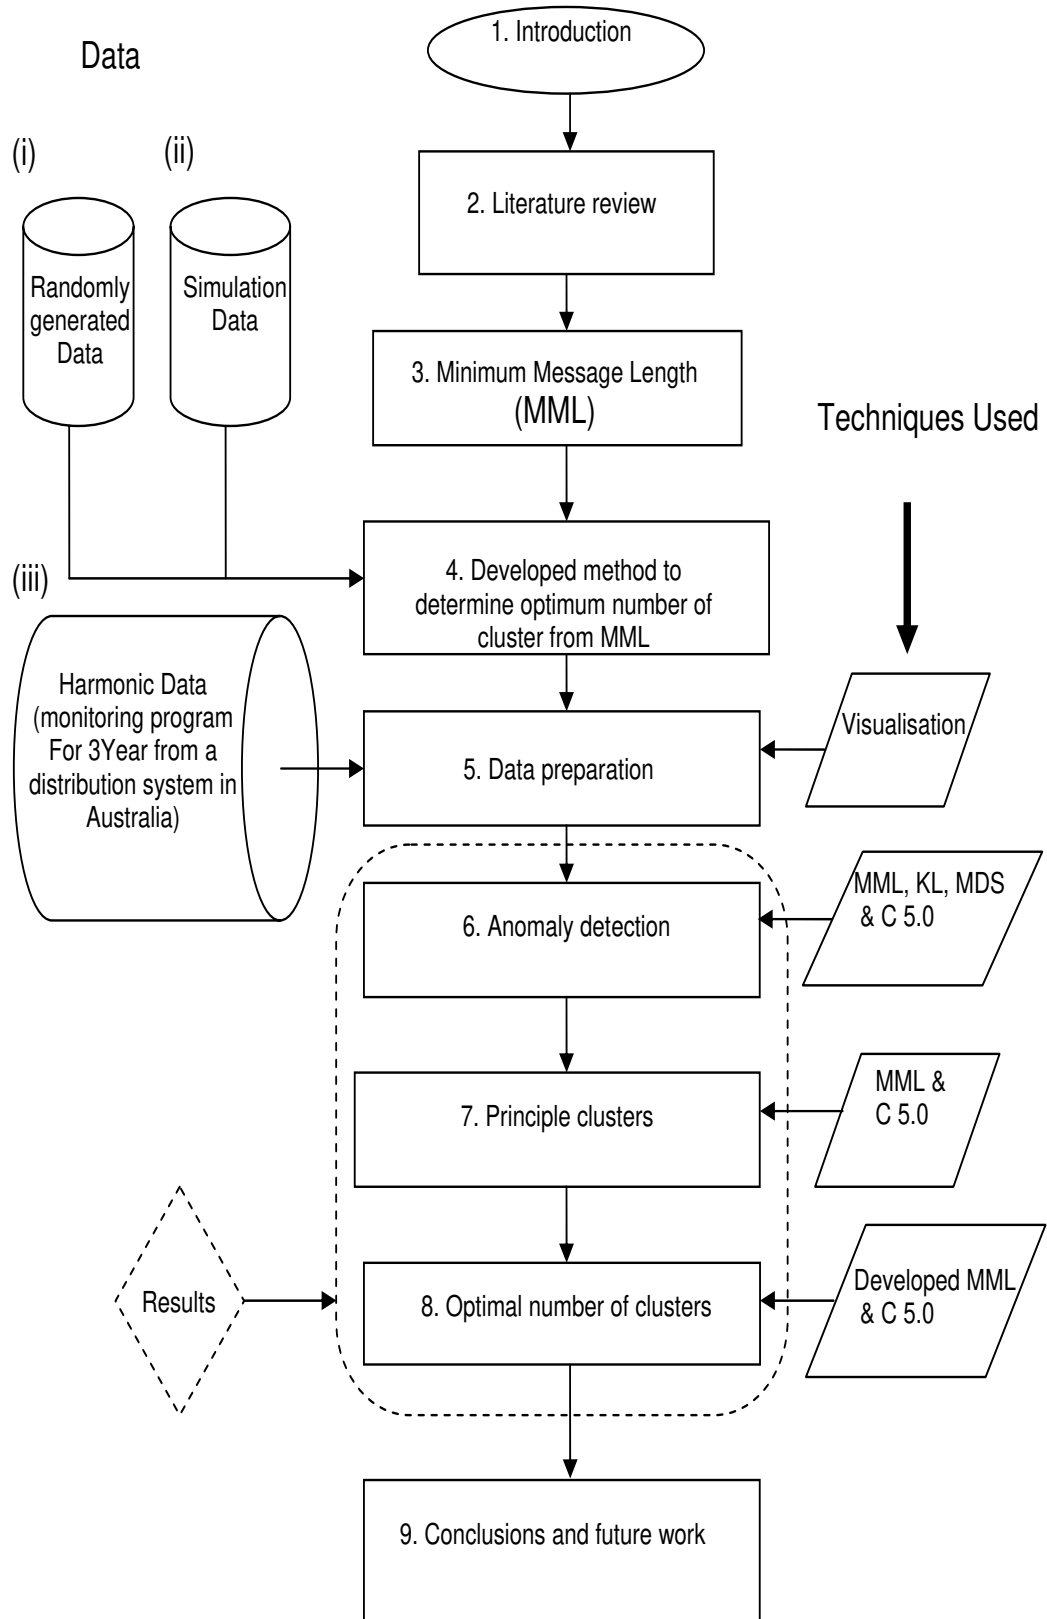 1. Introduction
Data
(i)
(ii)
2. Literature review
Randomly
generated
Data
Simulation
Data
3. Minimum Message Length
(MML)
Techniques Used
4. Developed method to
determine optimum number of
cluster from MML
(iii)
Harmonic Data
(monitoring program
For 3Year from a
distribution system in
Australia)
5. Data preparation
Visualisation
6. Anomaly detection
MML, KL, MDS
& C 5.0
7. Principle clusters
MML &
C 5.0
Results
8. Optimal number of clusters
Developed MML
& C 5.0
9. Conclusions and future work